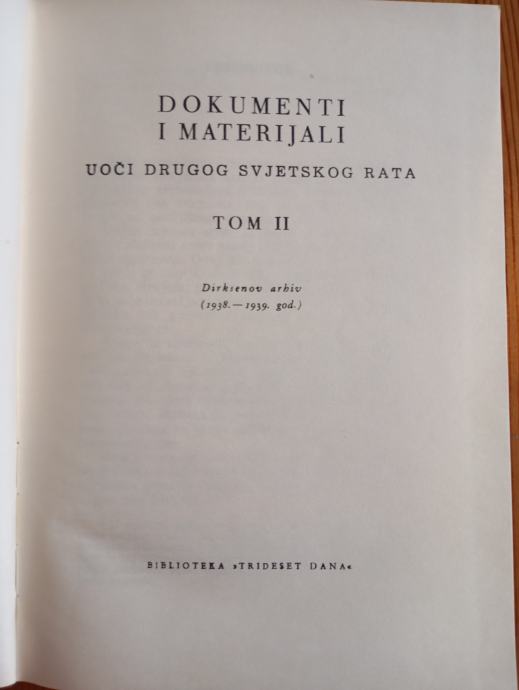 DOKUMENTI
I MATERIJALI
UOČI DRUGOG SVJETSKOG RATA
TOM II
Dirksenov arhiv
(1938.—1939. god.)
BIBLIOTEKA »TRIDESET DANA«